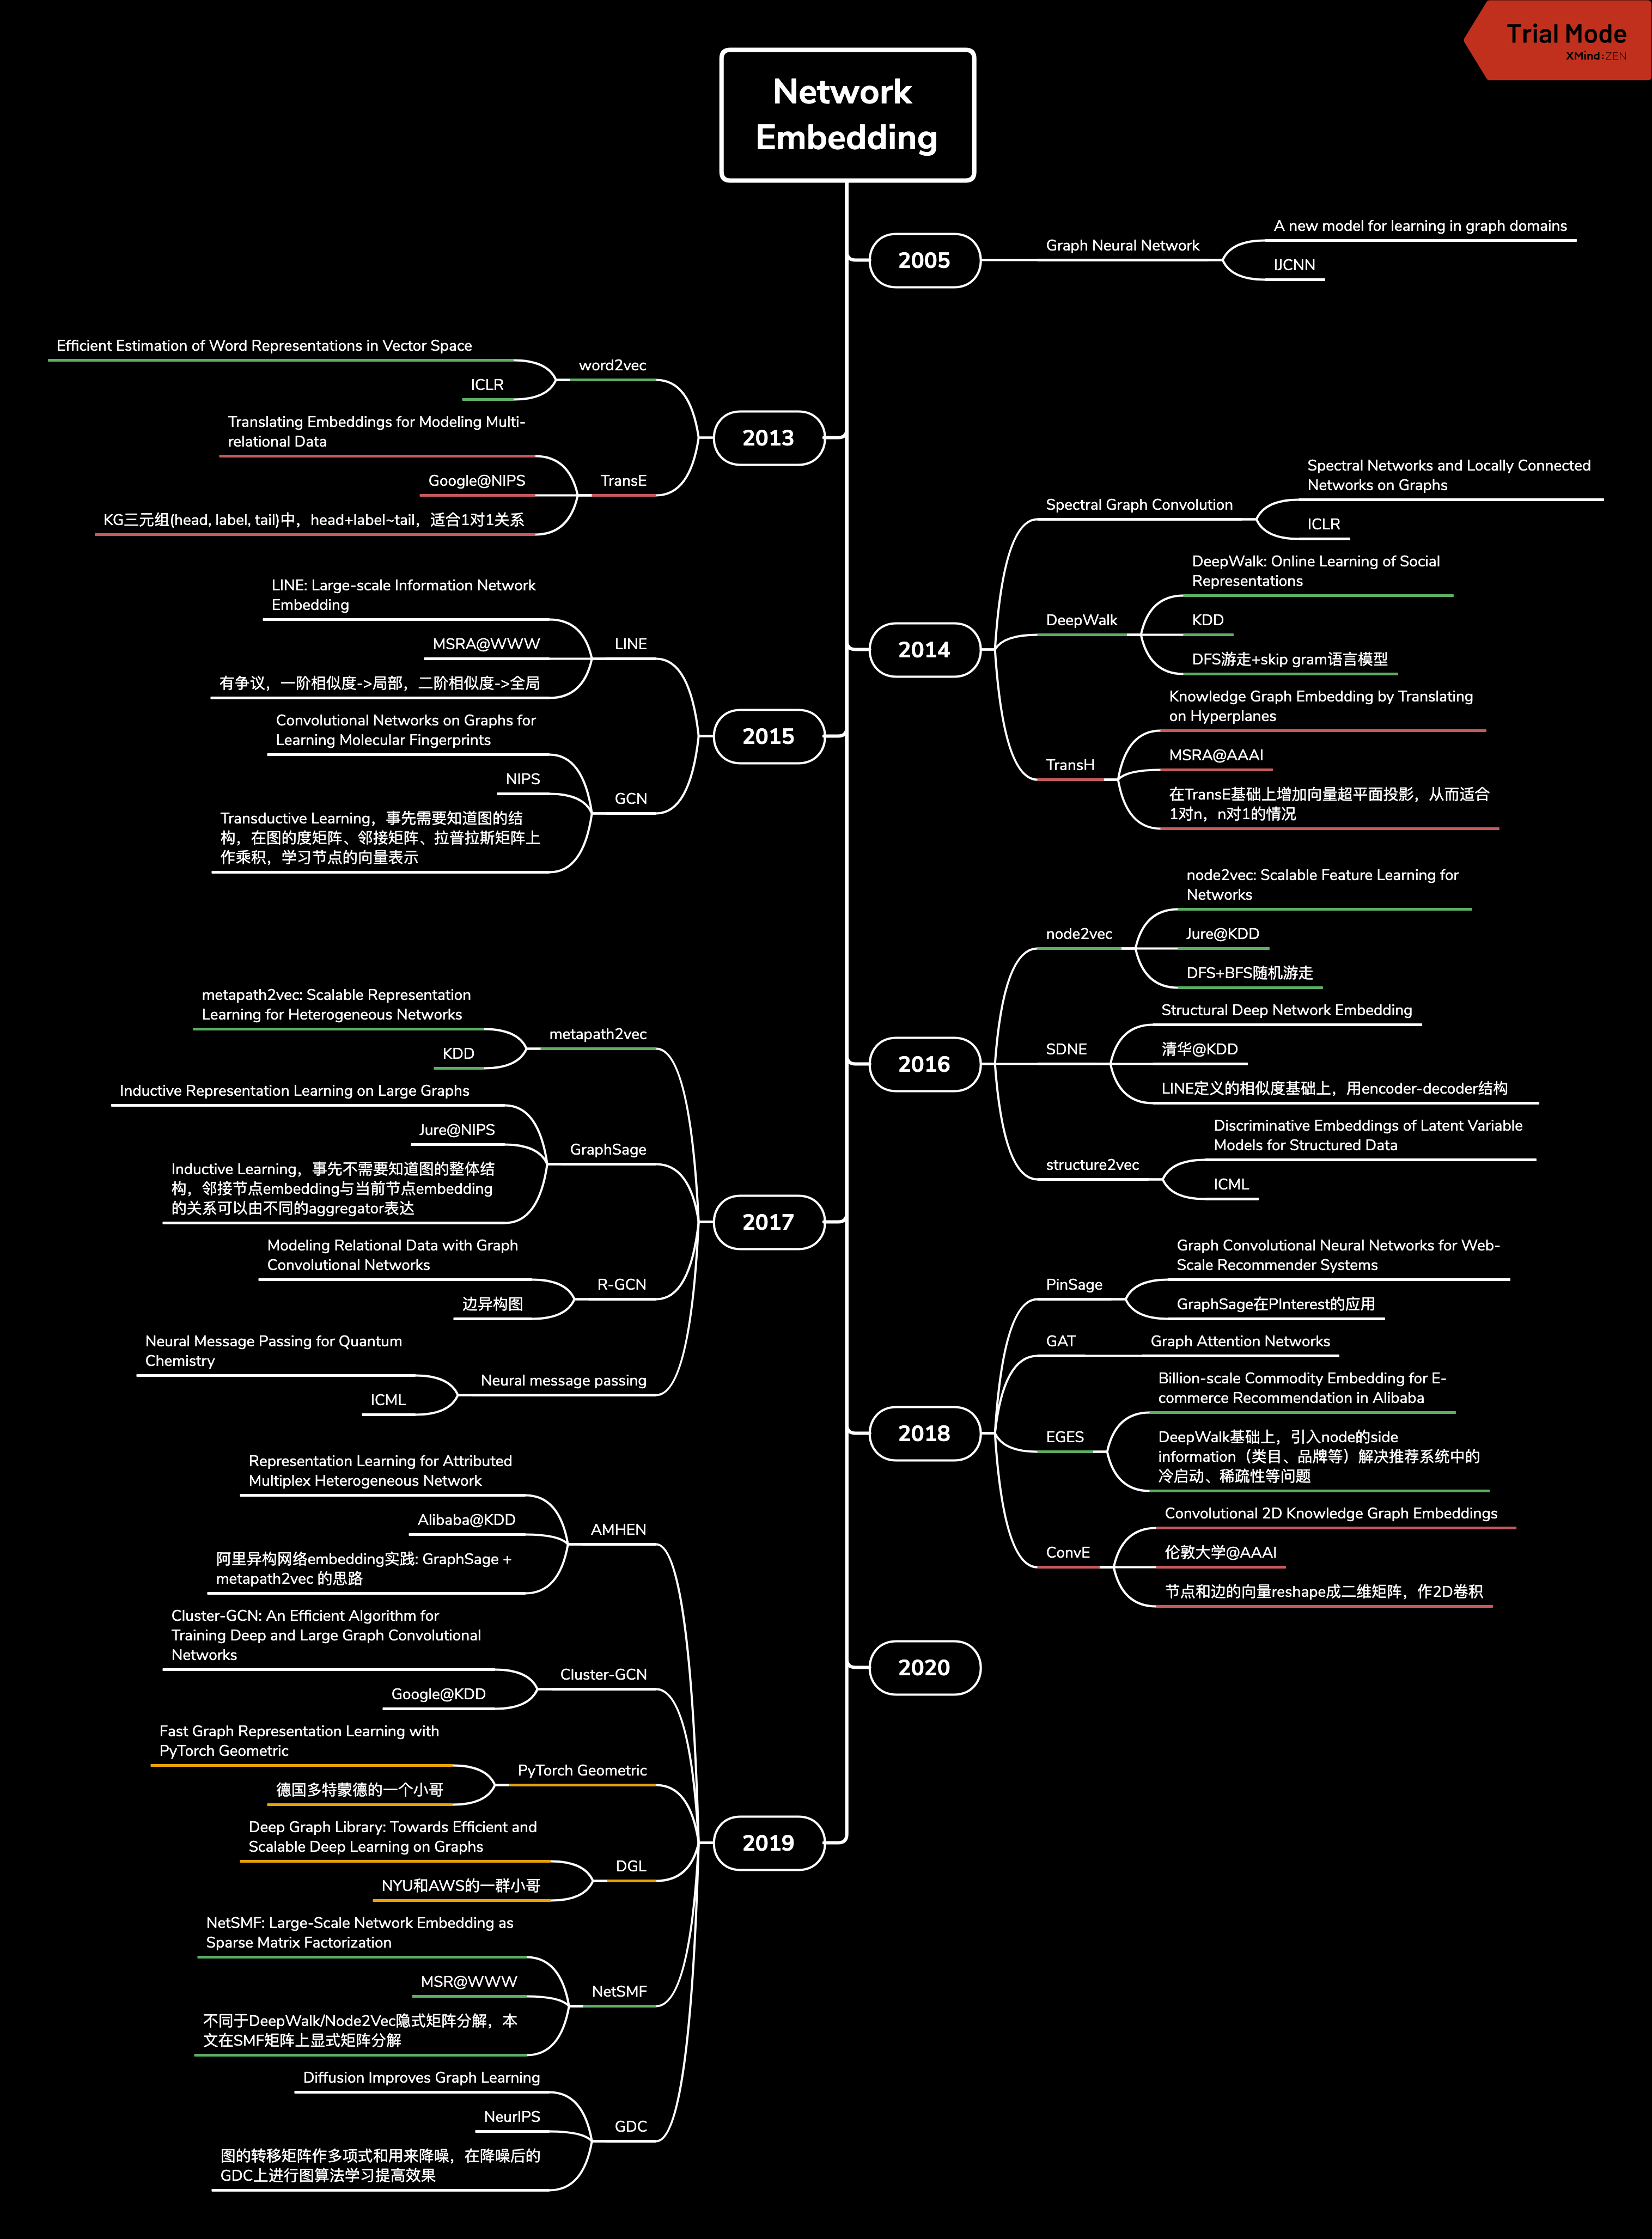 Trial Mode
XMind:ZEN
Network
Embedding
2005
Graph Neural Network
A new model for learning in graph domains
IJCNN
2013
word2vec
Efficient Estimation of Word Representations in Vector Space
ICLR
TransE
Translating Embeddings for Modeling Multi-
relational Data
Google@NIPS
KG三元组(head, label, tail)中，head+label~tail，适合1对1关系
2014
Spectral Graph Convolution
Spectral Networks and Locally Connected
Networks on Graphs
ICLR
DeepWalk
DeepWalk: Online Learning of Social
Representations
KDD
DFS游走+skip gram语言模型
TransH
Knowledge Graph Embedding by Translating
on Hyperplanes
MSRA@AAAI
在TransE基础上增加向量超平面投影，从而适合
1对n，n对1的情况
2015
LINE
LINE: Large-scale Information Network
Embedding
MSRA@WWW
有争议，一阶相似度->局部，二阶相似度->全局
GCN
Convolutional Networks on Graphs for
Learning Molecular Fingerprints
NIPS
Transductive Learning，事先需要知道图的结
构，在图的度矩阵、邻接矩阵、拉普拉斯矩阵上
作乘积，学习节点的向量表示
2016
node2vec
node2vec: Scalable Feature Learning for
Networks
Jure@KDD
DFS+BFS随机游走
SDNE
Structural Deep Network Embedding
清华@KDD
LINE定义的相似度基础上，用encoder-decoder结构
structure2vec
Discriminative Embeddings of Latent Variable
Models for Structured Data
ICML
2017
metapath2vec
metapath2vec: Scalable Representation
Learning for Heterogeneous Networks
KDD
GraphSage
Inductive Representation Learning on Large Graphs
Jure@NIPS
Inductive Learning，事先不需要知道图的整体结
构，邻接节点embedding与当前节点embedding
的关系可以由不同的aggregator表达
R-GCN
Modeling Relational Data with Graph
Convolutional Networks
边异构图
Neural message passing
Neural Message Passing for Quantum
Chemistry
ICML
2018
PinSage
Graph Convolutional Neural Networks for Web-
Scale Recommender Systems
GraphSage在PInterest的应用
GAT
Graph Attention Networks
EGES
Billion-scale Commodity Embedding for E-
commerce Recommendation in Alibaba
DeepWalk基础上，引入node的side
information（类目、品牌等）解决推荐系统中的
冷启动、稀疏性等问题
ConvE
Convolutional 2D Knowledge Graph Embeddings
伦敦大学@AAAI
节点和边的向量reshape成二维矩阵，作2D卷积
2019
AMHEN
Representation Learning for Attributed
Multiplex Heterogeneous Network
Alibaba@KDD
阿里异构网络embedding实践: GraphSage +
metapath2vec 的思路
Cluster-GCN
Cluster-GCN: An Efficient Algorithm for
Training Deep and Large Graph Convolutional
Networks
Google@KDD
PyTorch Geometric
Fast Graph Representation Learning with
PyTorch Geometric
德国多特蒙德的一个小哥
DGL
Deep Graph Library: Towards Efficient and
Scalable Deep Learning on Graphs
NYU和AWS的一群小哥
NetSMF
NetSMF: Large-Scale Network Embedding as
Sparse Matrix Factorization
MSR@WWW
不同于DeepWalk/Node2Vec隐式矩阵分解，本
文在SMF矩阵上显式矩阵分解
GDC
Diffusion Improves Graph Learning
NeurIPS
图的转移矩阵作多项式和用来降噪，在降噪后的
GDC上进行图算法学习提高效果
2020